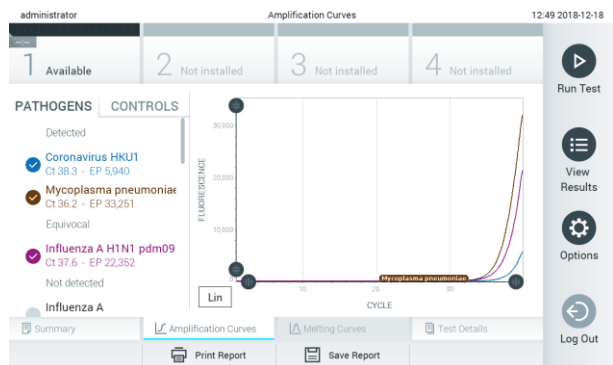 administrator
Amplification Curves
12:49 2018-12-18
1 Available
2 Not installed
3 Not installed
4 Not installed
Run Test
View
Results
Options
Log Out
PATHOGENS CONTROLS
Detected
Coronavirus HKU1
Ct 38.3 - EP 5,940
Mycoplasma pneumoniae
Ct 36.2 - EP 33,251
Equivocal
Influenza A H1N1 pdm09
Ct 37.6 - EP 22,352
Not detected
Influenza A
FLUORESCENCE
30,000
20,000
10,000
0
Mycoplasma pneumoniae
10
20
30
CYCLE
Lin
Summary
Amplification Curves
Melting Curves
Test Details
Print Report
Save Report